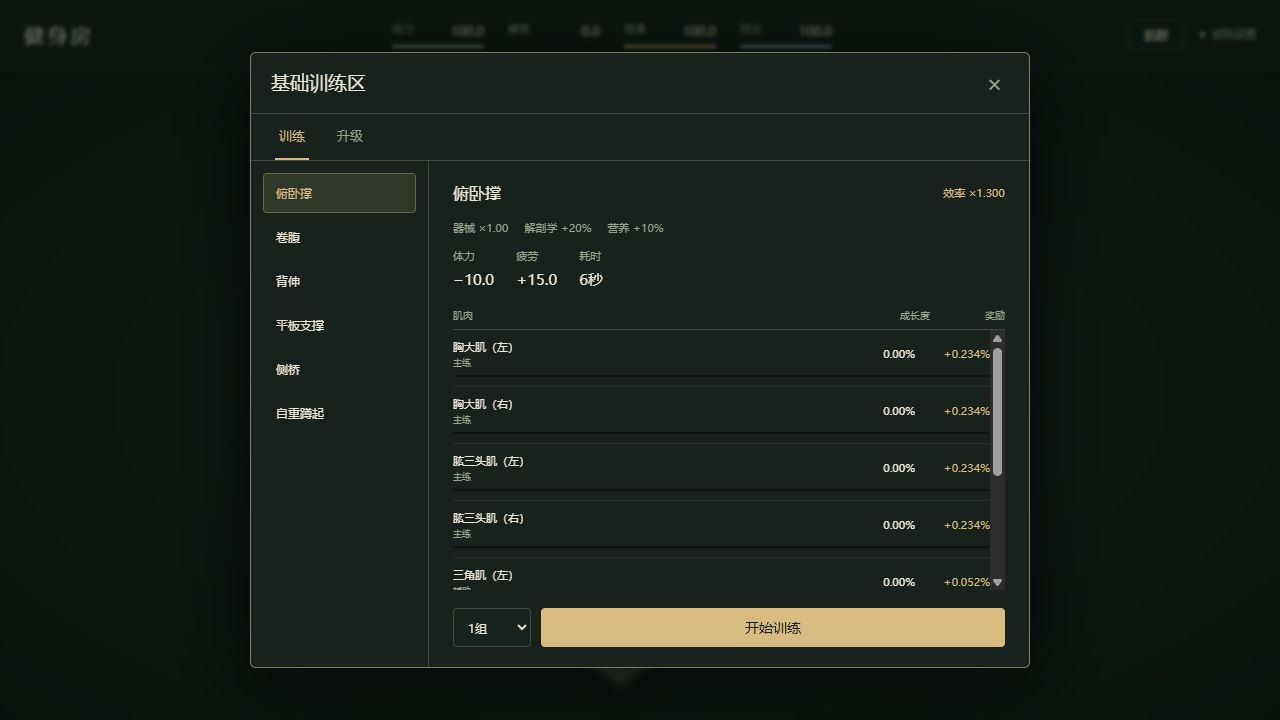 健身房
体力 100.0 疲劳 0.0 100.0 100.0
基础训练区 ×
训练 升级
俯卧撑
卷腹
背伸
平板支撑
侧桥
自重蹲起
俯卧撑 效率 ×1.300
器械 ×1.00 解剖学 +20% 营养 +10%
体力 疲劳 耗时
−10.0 +15.0 6秒
肌肉 成长度 奖励
胸大肌（左） 0.00% +0.234%
主练
胸大肌（右） 0.00% +0.234%
主练
肱三头肌（左） 0.00% +0.234%
主练
肱三头肌（右） 0.00% +0.234%
主练
三角肌（左） 0.00% +0.052%
1组 开始训练